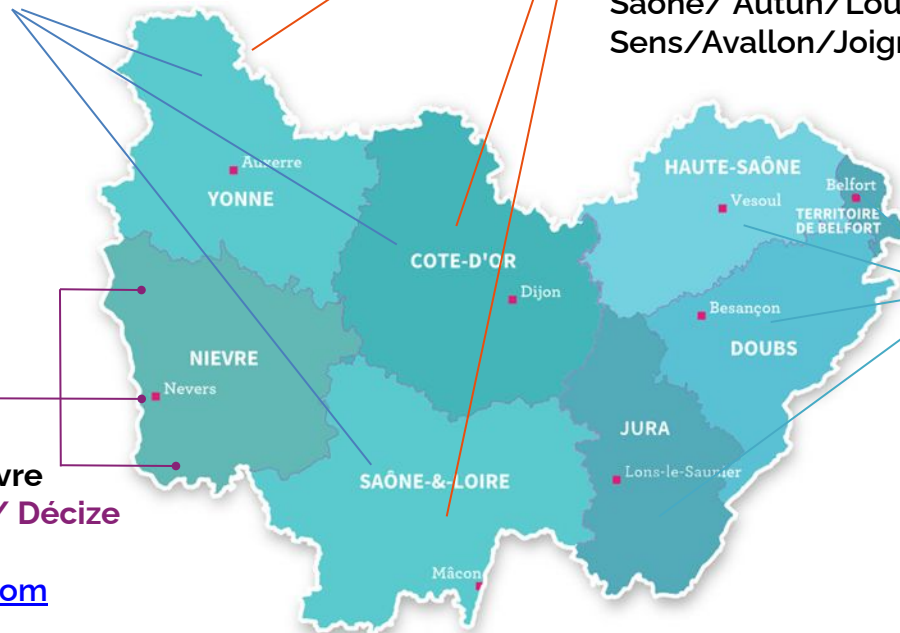 Saône/ Autun/Lou
Sens/Avallon/Joign
Auxerre
YONNE
HAUTE-SAÔNE
Vesoul
Belfort
TERRITOIRE
DE BELFORT
COTE-D'OR
Dijon
Besançon
DOUBS
NIEVRE
Nevers
JURA
Lons-le-Saunier
SAÔNE-&-LOIRE
Mâcon
vre
/ Décize
om